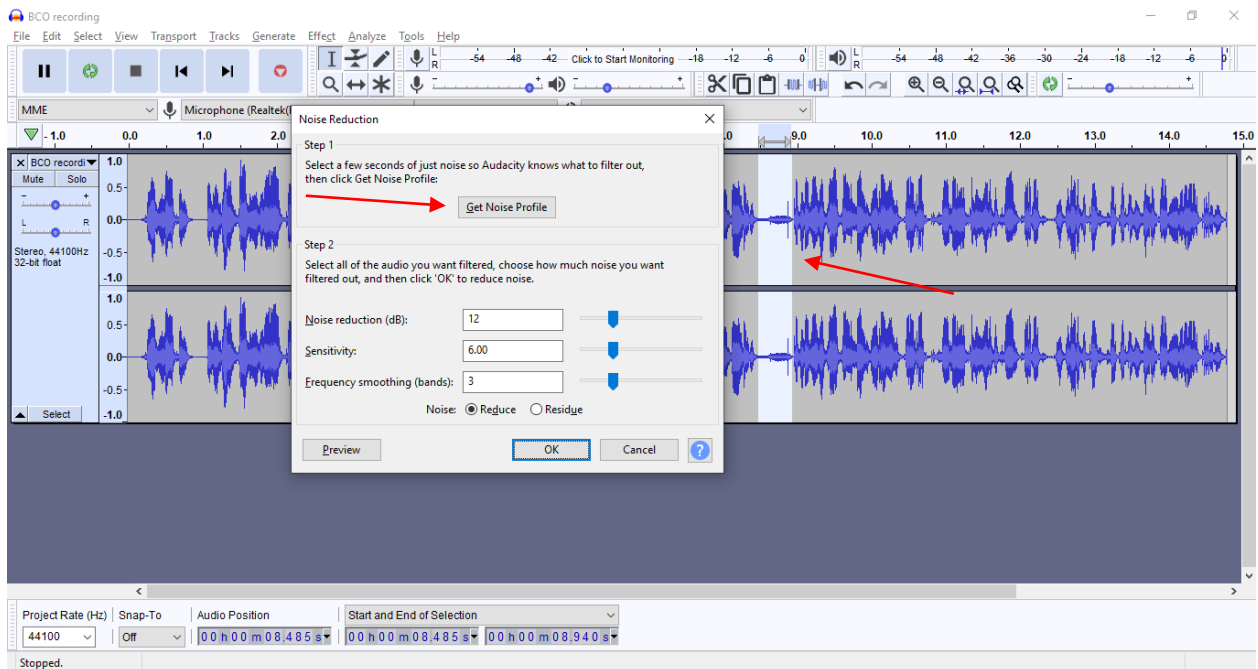 BCO recording
File Edit Select View Transport Tracks Generate Effect Analyze Tools Help
L R -54 -48 -42 Click to Start Monitoring -18 -12 -6 0 L R -54 -48 -42 -36 -30 -24 -18 -12 -6 0
- + - + - +
MME Microphone (Realtek(
-1.0 0.0 1.0 2.0 .0 9.0 10.0 11.0 12.0 13.0 14.0 15.0
Noise Reduction
Step 1
Select a few seconds of just noise so Audacity knows what to filter out,
then click Get Noise Profile:
Get Noise Profile
Step 2
Select all of the audio you want filtered, choose how much noise you want
filtered out, and then click 'OK' to reduce noise.
Noise reduction (dB): 12
Sensitivity: 6.00
Frequency smoothing (bands): 3
Noise: Reduce Residue
Preview OK Cancel ?
X BCO recordi 1.0
Mute Solo
- + 0.5
L R 0.0
Stereo, 44100Hz -0.5
32-bit float
-1.0
1.0
0.5
0.0
-0.5
Select -1.0
Project Rate (Hz) Snap-To Audio Position Start and End of Selection
44100 Off 00 h 00 m 08.485 s 00 h 00 m 08.485 s 00 h 00 m 08.940 s
Stopped.